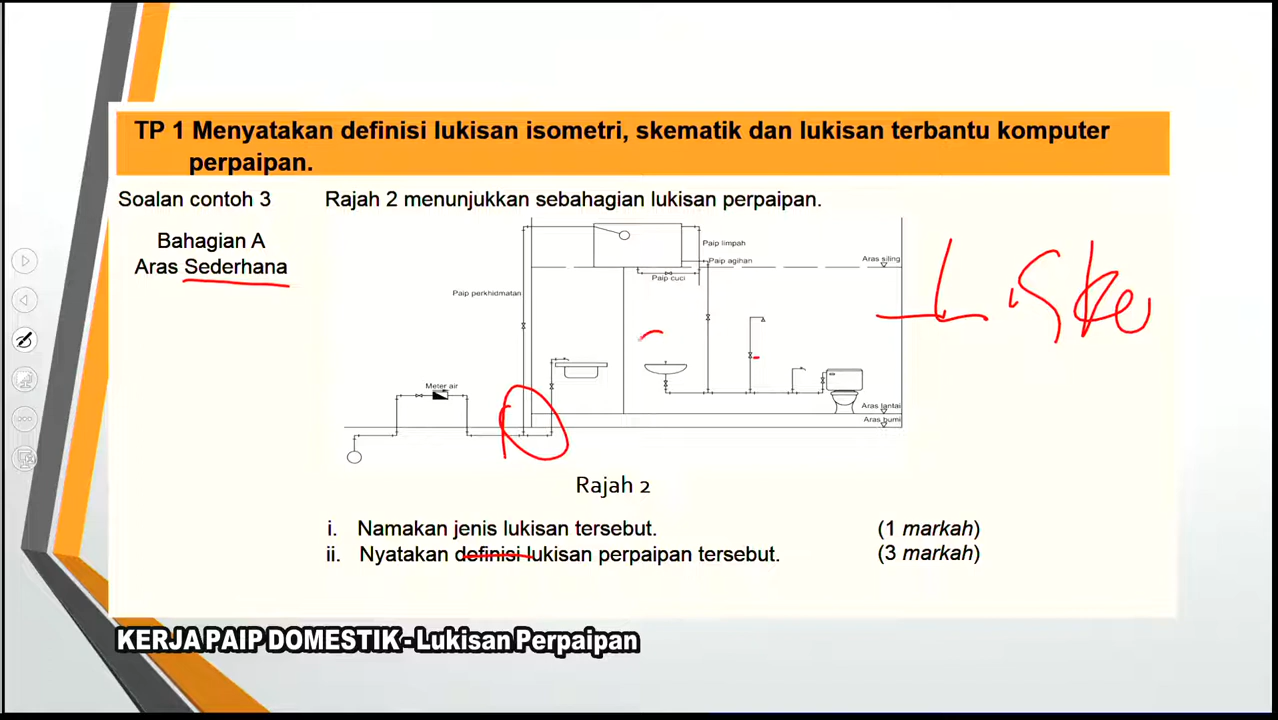 TP 1 Menyatakan definisi lukisan isometri, skematik dan lukisan terbantu komputer
perpaipan.
Soalan contoh 3
Rajah 2 menunjukkan sebahagian lukisan perpaipan.
Bahagian A
Aras Sederhana
Paip limpah
Paip agihan
Aras siling
Paip cuci
Paip perkhidmatan
L. Ske
Meter air
Aras lantai
Aras bumi
Rajah 2
i. Namakan jenis lukisan tersebut. (1 markah)
ii. Nyatakan definisi lukisan perpaipan tersebut. (3 markah)
KERJA PAIP DOMESTIK - Lukisan Perpaipan